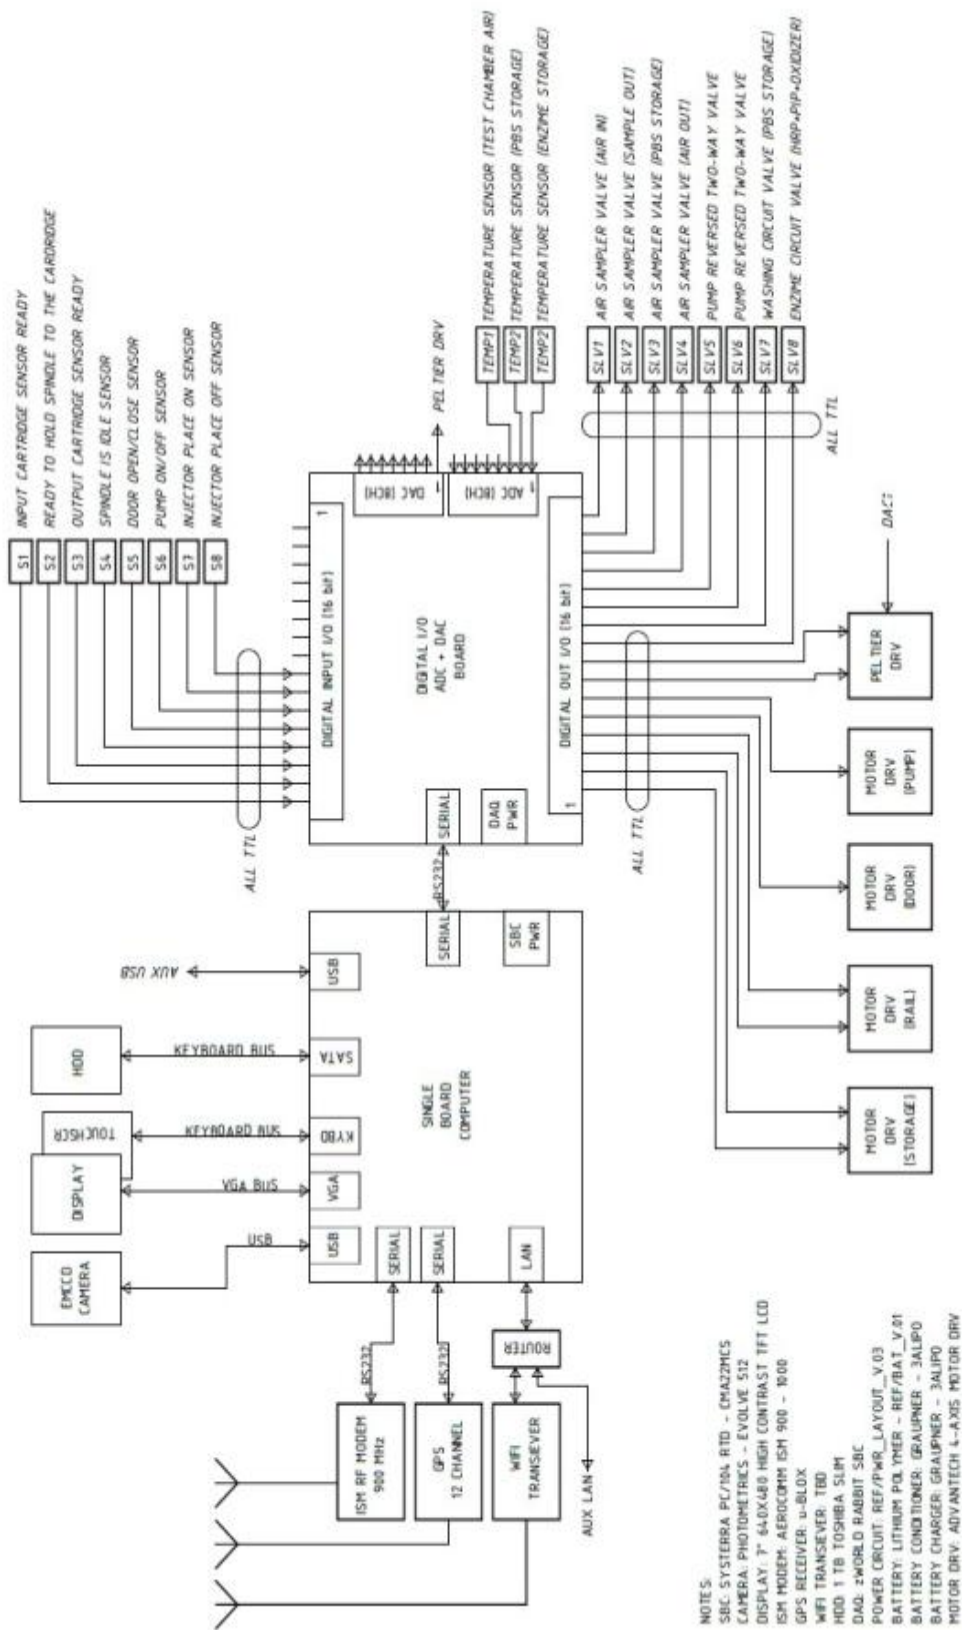 EMCCD
CAMERA
DISPLAY
TOUCHSCR
HDD
AUX USB
USB
VGA BUS
KEYBOARD BUS
KEYBOARD BUS
USB
VGA
KYBD
SATA
USB
SINGLE
BOARD
COMPUTER
SERIAL
SERIAL
LAN
SERIAL
SBC
PWR
RS232
RS232
RS232
ISM RF MODEM
900 MHz
GPS
12 CHANNEL
WIFI
TRANSIEVER
ROUTER
AUX LAN
S1 INPUT CARTRIDGE SENSOR READY
S2 READY TO HOLD SPINDLE TO THE CARDRIDGE
S3 OUTPUT CARTRIDGE SENSOR READY
S4 SPINDLE IS IDLE SENSOR
S5 DOOR OPEN/CLOSE SENSOR
S6 PUMP ON/OFF SENSOR
S7 INJECTOR PLACE ON SENSOR
S8 INJECTOR PLACE OFF SENSOR
ALL TTL
DIGITAL INPUT I/O (16 bit) 1
DIGITAL I/O
ADC + DAC
BOARD
SERIAL
DAQ
PWR
1 DAC (8CH)
1 ADC (8CH)
1 DIGITAL OUT I/O (16 bit)
PELTIER DRV
TEMP1 TEMPERATURE SENSOR (TEST CHAMBER AIR)
TEMP2 TEMPERATURE SENSOR (PBS STORAGE)
TEMP2 TEMPERATURE SENSOR (ENZIME STORAGE)
SLV1 AIR SAMPLER VALVE (AIR IN)
SLV2 AIR SAMPLER VALVE (SAMPLE OUT)
SLV3 AIR SAMPLER VALVE (PBS STORAGE)
SLV4 AIR SAMPLER VALVE (AIR OUT)
SLV5 PUMP REVERSED TWO-WAY VALVE
SLV6 PUMP REVERSED TWO-WAY VALVE
SLV7 WASHING CIRCUIT VALVE (PBS STORAGE)
SLV8 ENZIME CIRCUIT VALVE (HRP+PIP+OXIDIZER)
ALL TTL
ALL TTL
MOTOR
DRV
(STORAGE)
MOTOR
DRV
(RAIL)
MOTOR
DRV
(DOOR)
MOTOR
DRV
(PUMP)
PELTIER
DRV
DAC1
NOTES:
SBC: SYSTERRA PC/104 RTD - CMA22MCS
CAMERA: PHOTOMETRICS - EVOLVE 512
DISPLAY: 7" 640X480 HIGH CONTRAST TFT LCD
ISM MODEM: AEROCOMM ISM 900 - 1000
GPS RECEIVER: u-BLOX
WIFI TRANSIEVER: TBD
HDD: 1 TB TOSHIBA SLIM
DAQ: zWORLD RABBIT SBC
POWER CIRCUIT: REF/PWR_LAYOUT_V.03
BATTERY: LITHIUM POLYMER - REF/BAT_V.01
BATTERY CONDITIONER: GRAUPNER - 3ALIPO
BATTERY CHARGER: GRAUPNER - 3ALIPO
MOTOR DRV: ADVANTECH 4-AXIS MOTOR DRV